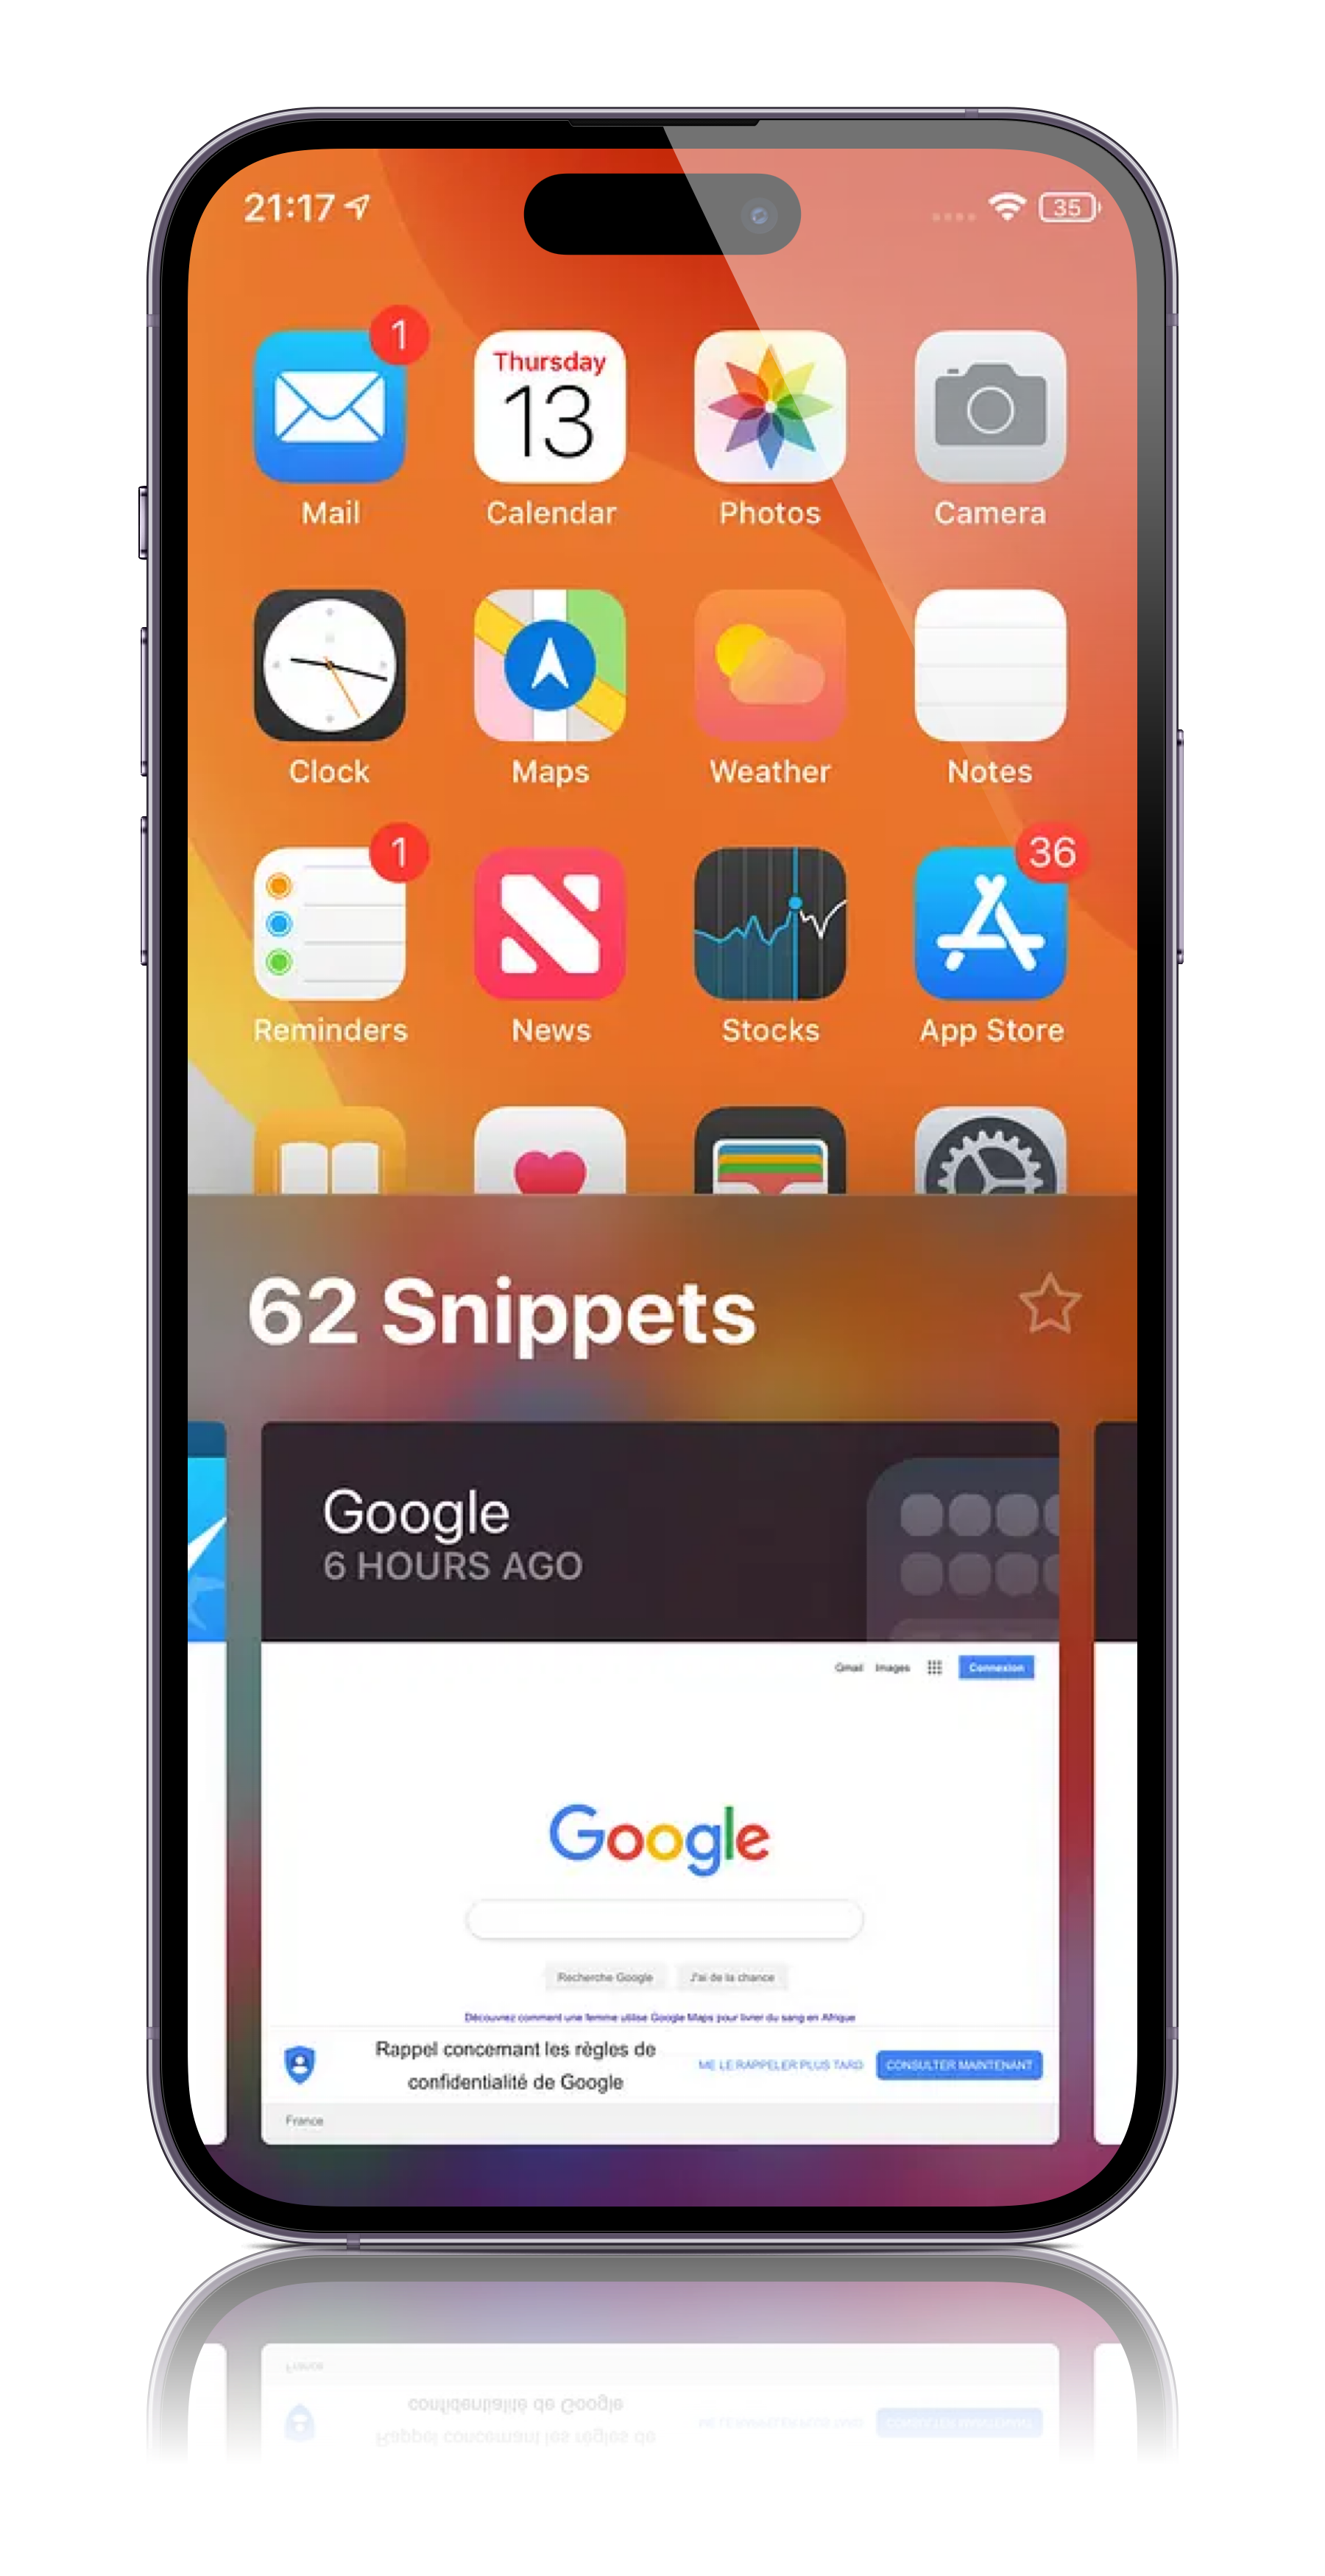 21:17
35
1
Thursday
13
Mail
Calendar
Photos
Camera
Clock
Maps
Weather
Notes
1
36
Reminders
News
Stocks
App Store
62 Snippets
Google
6 HOURS AGO
Gmail Images Connexion
Google
Recherche Google J'ai de la chance
Découvrez comment une femme utilise Google Maps pour livrer du sang en Afrique
Rappel concernant les règles de
confidentialité de Google
ME LE RAPPELER PLUS TARD CONSULTER MAINTENANT
France